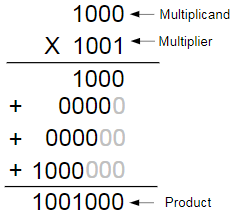 1000 Multiplicand
X 1001 Multiplier
1000
+ 00000
+ 000000
+ 1000000
1001000 Product